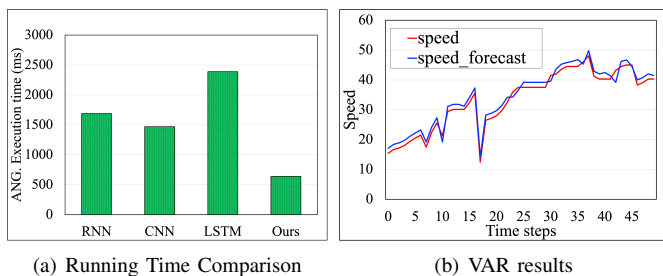 ANG. Execution time (ms)
3000
2500
2000
1500
1000
500
0
RNN CNN LSTM Ours
(a) Running Time Comparison
Speed
60
50
40
30
20
10
0
speed
speed_forecast
0 5 10 15 20 25 30 35 40 45
Time steps
(b) VAR results